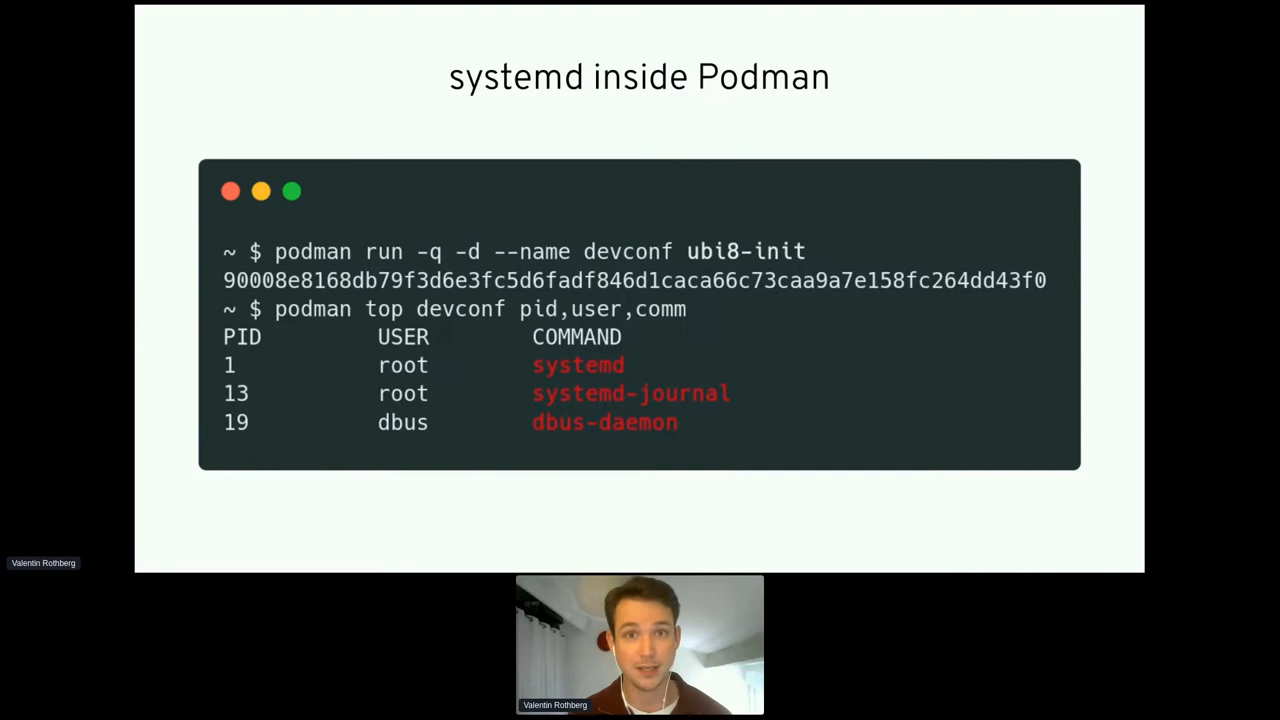 systemd inside Podman
~ $ podman run -q -d --name devconf ubi8-init
90008e8168db79f3d6e3fc5d6fadf846d1caca66c73caa9a7e158fc264dd43f0
~ $ podman top devconf pid,user,comm
PID USER COMMAND
1 root systemd
13 root systemd-journal
19 dbus dbus-daemon
Valentin Rothberg
Valentin Rothberg